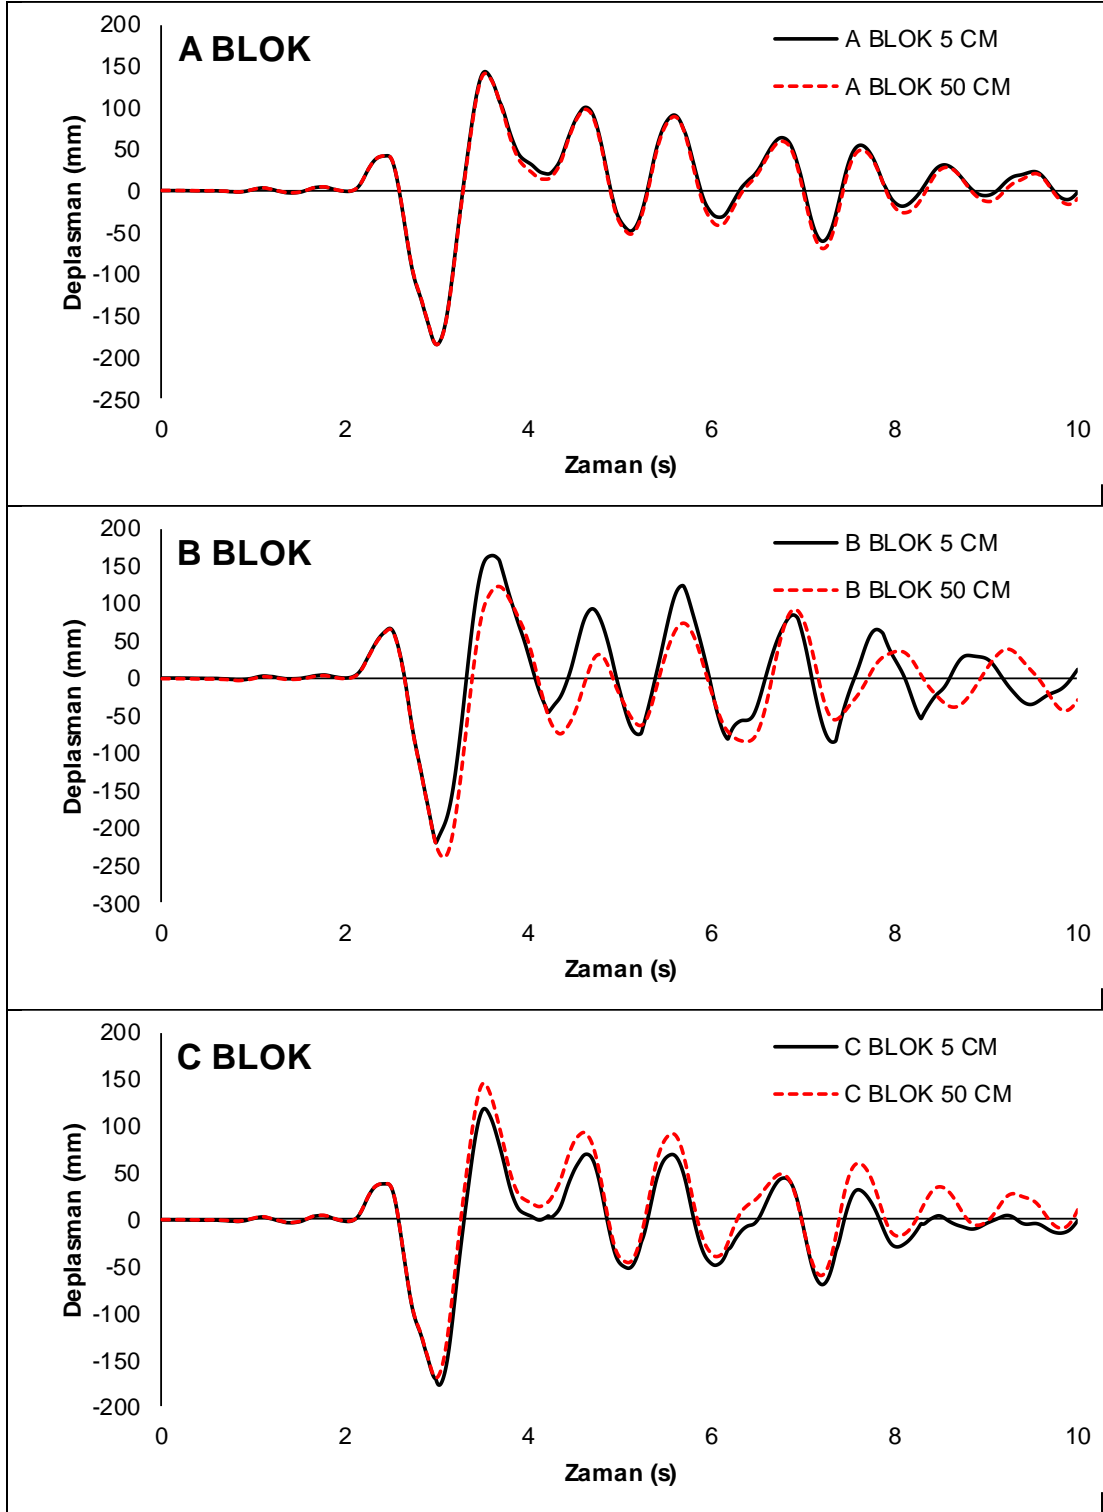 A BLOK
A BLOK 5 CM
A BLOK 50 CM
200
150
100
50
0
-50
-100
-150
-200
-250
Deplasman (mm)
0 2 4 6 8 10
Zaman (s)
B BLOK
B BLOK 5 CM
B BLOK 50 CM
200
150
100
50
0
-50
-100
-150
-200
-250
-300
Deplasman (mm)
0 2 4 6 8 10
Zaman (s)
C BLOK
C BLOK 5 CM
C BLOK 50 CM
200
150
100
50
0
-50
-100
-150
-200
Deplasman (mm)
0 2 4 6 8 10
Zaman (s)